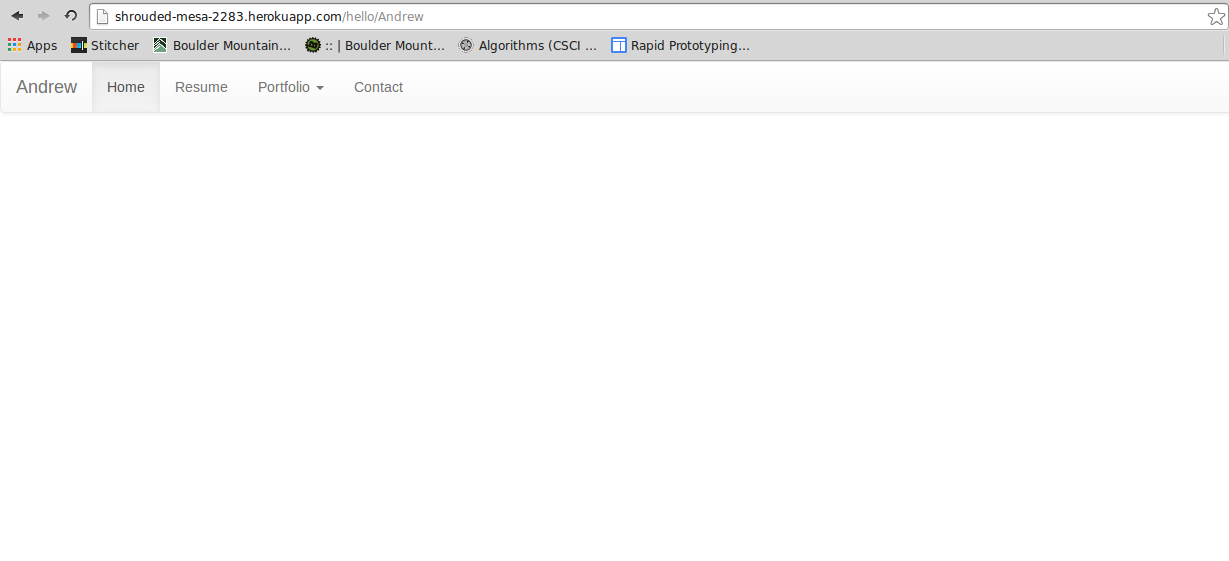 shrouded-mesa-2283.herokuapp.com/hello/Andrew
Apps Stitcher Boulder Mountain... :: | Boulder Mount... Algorithms (CSCI ... Rapid Prototyping...
Andrew Home Resume Portfolio Contact